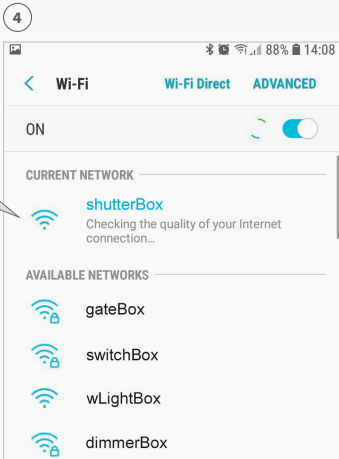 4
88% 14:08
Wi-Fi Wi-Fi Direct ADVANCED
ON
CURRENT NETWORK
shutterBox
Checking the quality of your Internet
connection...
AVAILABLE NETWORKS
gateBox
switchBox
wLightBox
dimmerBox